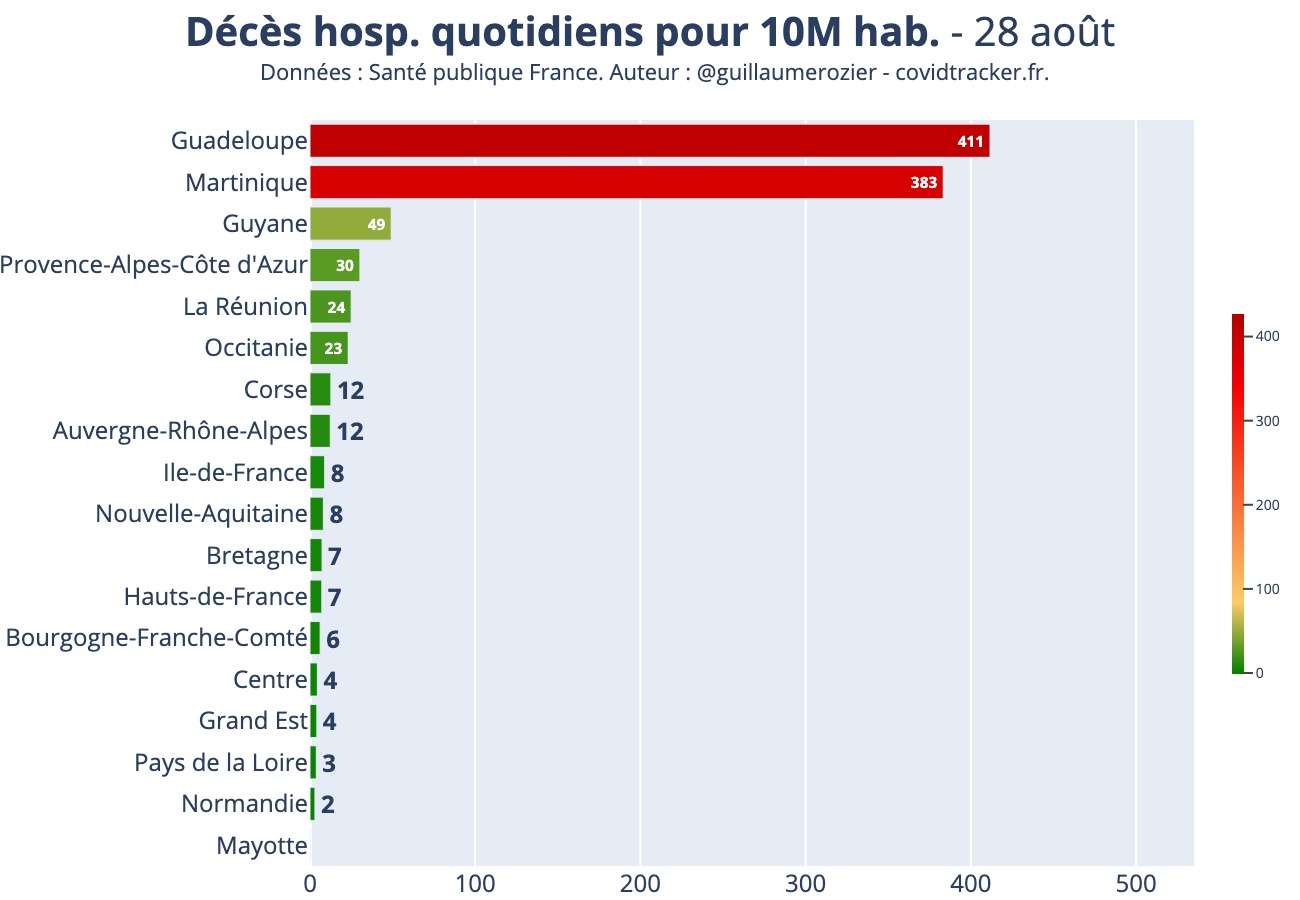 Décès hosp. quotidiens pour 10M hab. - 28 août
Données : Santé publique France. Auteur : @guillaumerozier - covidtracker.fr.
Guadeloupe 411
Martinique 383
Guyane 49
Provence-Alpes-Côte d'Azur 30
La Réunion 24
Occitanie 23
Corse 12
Auvergne-Rhône-Alpes 12
Ile-de-France 8
Nouvelle-Aquitaine 8
Bretagne 7
Hauts-de-France 7
Bourgogne-Franche-Comté 6
Centre 4
Grand Est 4
Pays de la Loire 3
Normandie 2
Mayotte
0 100 200 300 400 500
400
300
200
100
0